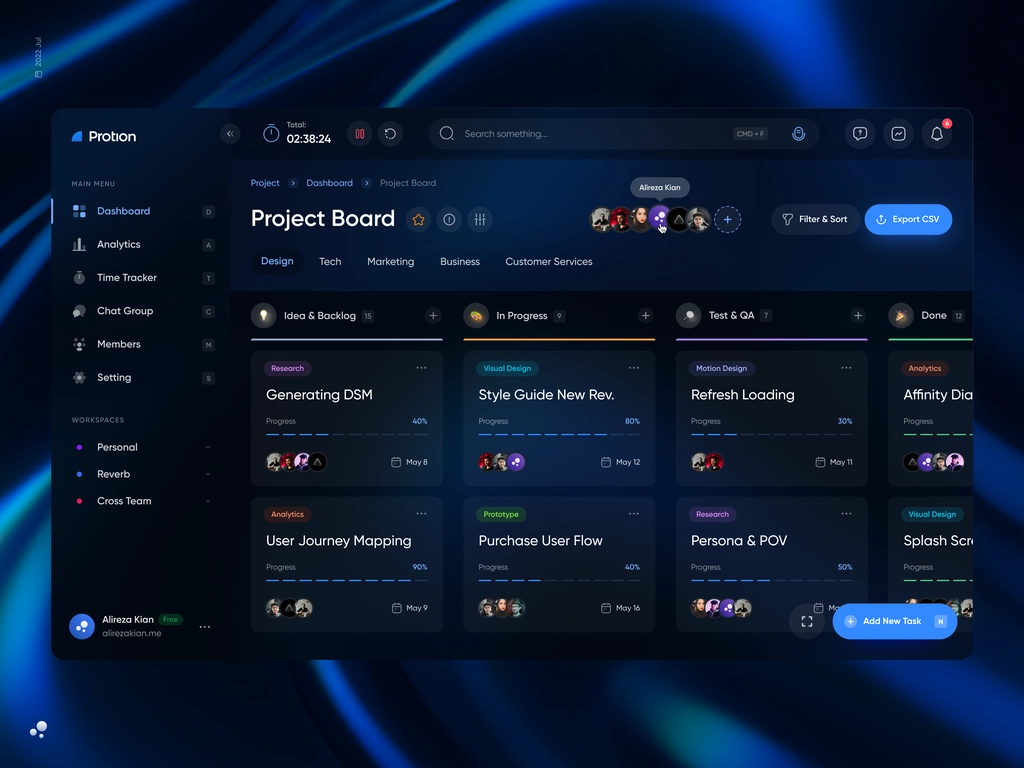 2022 Jul
Protion
Total:
02:38:24
Search something...
CMD + F
6
MAIN MENU
Dashboard D
Analytics A
Time Tracker T
Chat Group C
Members M
Setting S
WORKSPACES
Personal
Reverb
Cross Team
Alireza Kian Free
alirezakian.me
Project Dashboard Project Board
Alireza Kian
Project Board
Filter & Sort
Export CSV
Design Tech Marketing Business Customer Services
Idea & Backlog 15
Research
Generating DSM
Progress 40%
May 8
Analytics
User Journey Mapping
Progress 90%
May 9
In Progress 9
Visual Design
Style Guide New Rev.
Progress 80%
May 12
Prototype
Purchase User Flow
Progress 40%
May 16
Test & QA 7
Motion Design
Refresh Loading
Progress 30%
May 11
Research
Persona & POV
Progress 50%
Done 12
Analytics
Affinity Dia
Progress
Visual Design
Splash Scre
Progress
Add New Task N